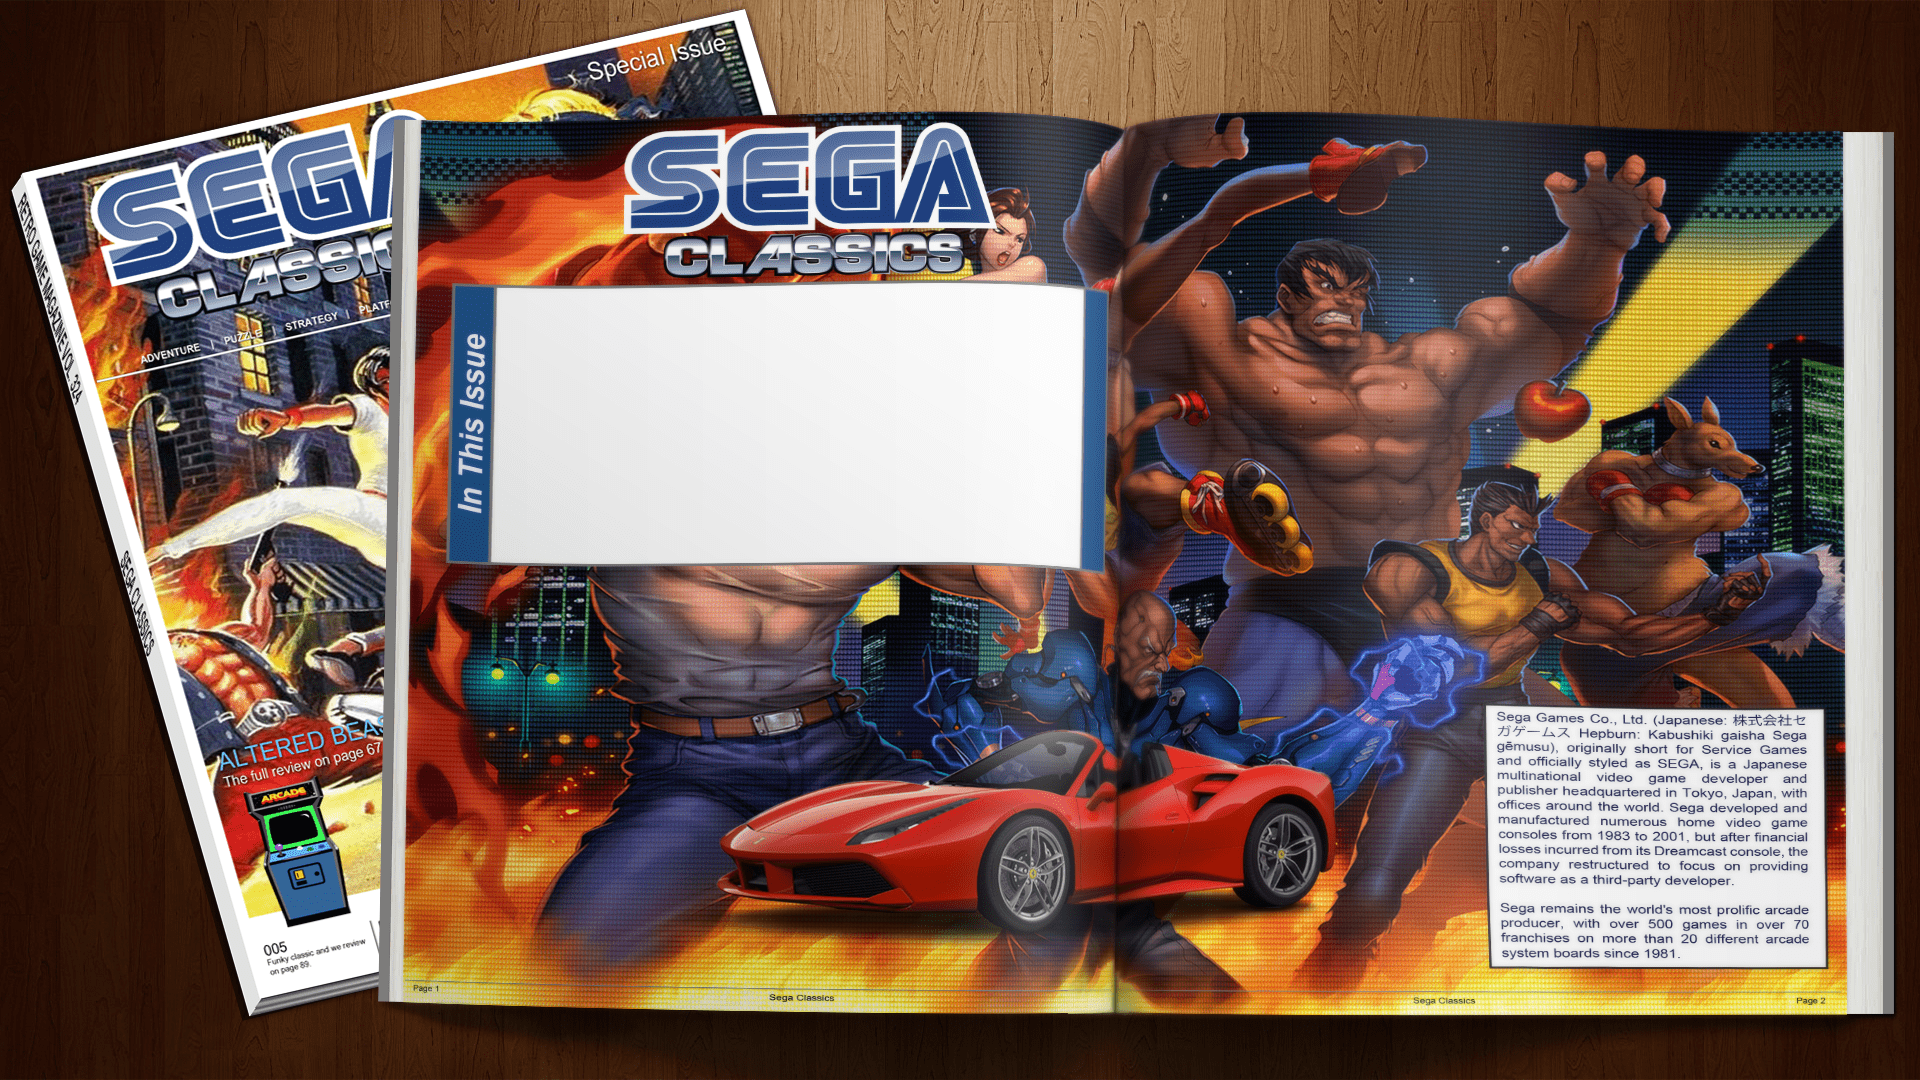 Special Issue
SEGA
CLASSIC
ADVENTURE | PUZZLE | STRATEGY |
RETRO GAME MAGAZINE VOL. 324
SEGA CLASSICS
ALTERED BEAS
The full review on page 67
ARCADE
005
Funky classic and we review
on page 89.
SEGA
CLASSICS
In This Issue
Page 1
Sega Classics
Sega Games Co., Ltd. (Japanese: 株式会社セ
ガゲームス Hepburn: Kabushiki gaisha Sega
gēmusu), originally short for Service Games
and officially styled as SEGA, is a Japanese
multinational video game developer and
publisher headquartered in Tokyo, Japan, with
offices around the world. Sega developed and
manufactured numerous home video game
consoles from 1983 to 2001, but after financial
losses incurred from its Dreamcast console, the
company restructured to focus on providing
software as a third-party developer.
Sega remains the world's most prolific arcade
producer, with over 500 games in over 70
franchises on more than 20 different arcade
system boards since 1981.
Sega Classics
Page 2